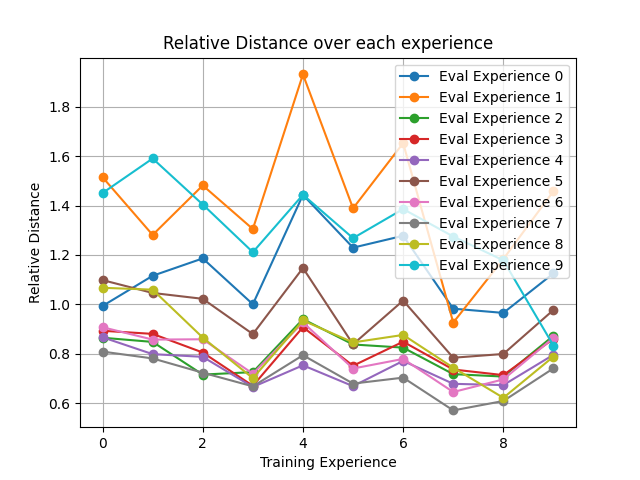 Relative Distance over each experience
Relative Distance
1.8
1.6
1.4
1.2
1.0
0.8
0.6
Eval Experience 0
Eval Experience 1
Eval Experience 2
Eval Experience 3
Eval Experience 4
Eval Experience 5
Eval Experience 6
Eval Experience 7
Eval Experience 8
Eval Experience 9
0 2 4 6 8
Training Experience